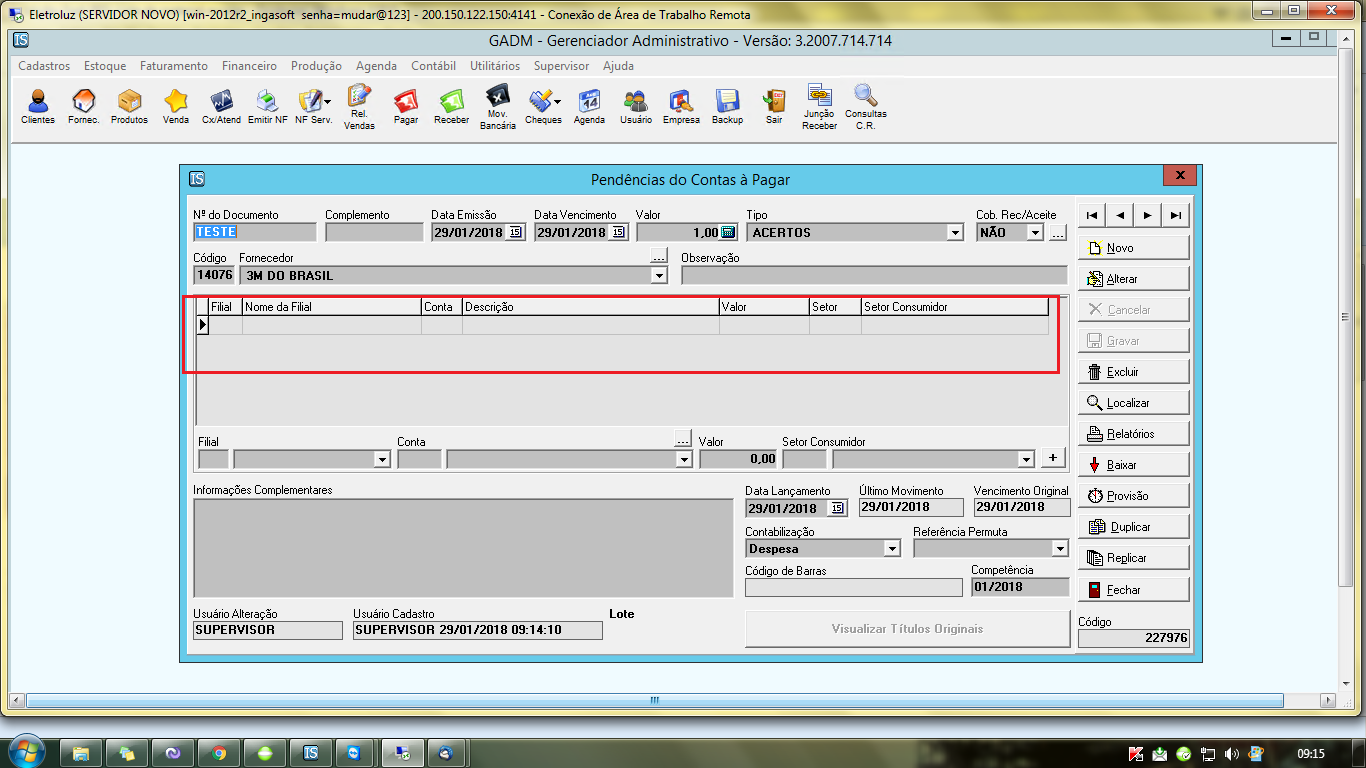 Eletroluz (SERVIDOR NOVO) [win-2012r2_ingasoft senha=mudar@123] - 200.150.122.150:4141 - Conexão de Área de Trabalho Remota
IS
GADM - Gerenciador Administrativo - Versão: 3.2007.714.714
Cadastros Estoque Faturamento Financeiro Produção Agenda Contábil Utilitários Supervisor Ajuda
Clientes Fornec. Produtos Venda Cx/Atend Emitir NF NF Serv. Rel. Vendas Pagar Receber Mov. Bancária Cheques Agenda Usuário Empresa Backup Sair Junção Receber Consultas C.R.
IS Pendências do Contas à Pagar X
Nº do Documento Complemento Data Emissão Data Vencimento Valor Tipo Cob. Rec/Aceite
TESTE 29/01/2018 15 29/01/2018 15 1,00 ACERTOS NÃO ...
Código Fornecedor ... Observação
14076 3M DO BRASIL
Filial Nome da Filial Conta Descrição Valor Setor Setor Consumidor
Filial Conta ... Valor Setor Consumidor
0,00 +
Informações Complementares
Data Lançamento Último Movimento Vencimento Original
29/01/2018 15 29/01/2018 29/01/2018
Contabilização Referência Permuta
Despesa
Código de Barras Competência
01/2018
Usuário Alteração Usuário Cadastro Lote
SUPERVISOR SUPERVISOR 29/01/2018 09:14:10
Visualizar Títulos Originais
Novo
Alterar
Cancelar
Gravar
Excluir
Localizar
Relatórios
Baixar
Provisão
Duplicar
Replicar
Fechar
Código
227976
IS
09:15